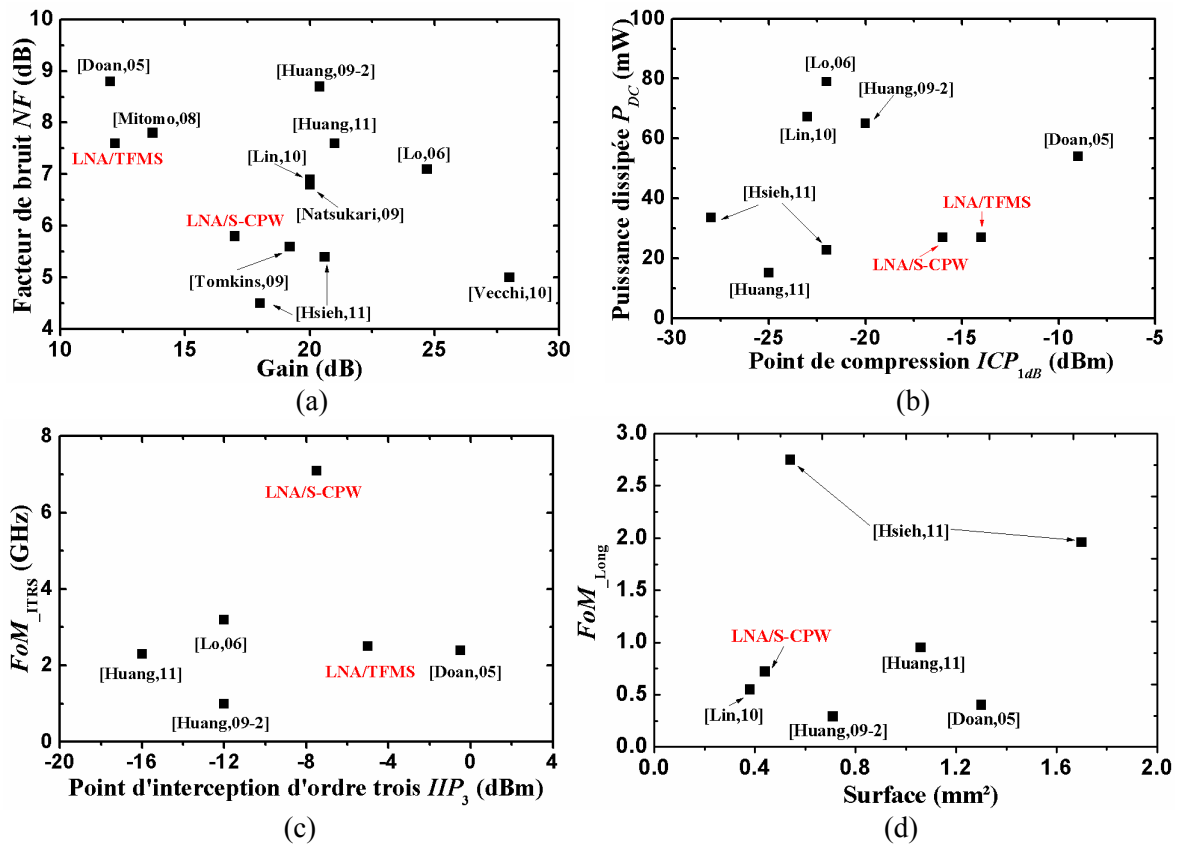 10
9
8
7
6
5
4
Facteur de bruit NF (dB)
[Doan,05]
[Huang,09-2]
[Mitomo,08]
[Huang,11]
LNA/TFMS
[Lin,10]
[Lo,06]
[Natsukari,09]
LNA/S-CPW
[Tomkins,09]
[Vecchi,10]
[Hsieh,11]
10 15 20 25 30
Gain (dB)
(a)
100
80
60
40
20
0
Puissance dissipée P_DC (mW)
[Lo,06]
[Huang,09-2]
[Lin,10]
[Doan,05]
[Hsieh,11]
LNA/TFMS
LNA/S-CPW
[Huang,11]
-30 -25 -20 -15 -10 -5
Point de compression ICP1dB (dBm)
(b)
8
6
4
2
0
FoM_ITRS (GHz)
LNA/S-CPW
[Lo,06]
[Huang,11]
LNA/TFMS
[Doan,05]
[Huang,09-2]
-20 -16 -12 -8 -4 0 4
Point d'interception d'ordre trois IIP3 (dBm)
(c)
3.0
2.5
2.0
1.5
1.0
0.5
0.0
FoM_Long
[Hsieh,11]
LNA/S-CPW
[Huang,11]
[Lin,10]
[Huang,09-2]
[Doan,05]
0.0 0.4 0.8 1.2 1.6 2.0
Surface (mm²)
(d)